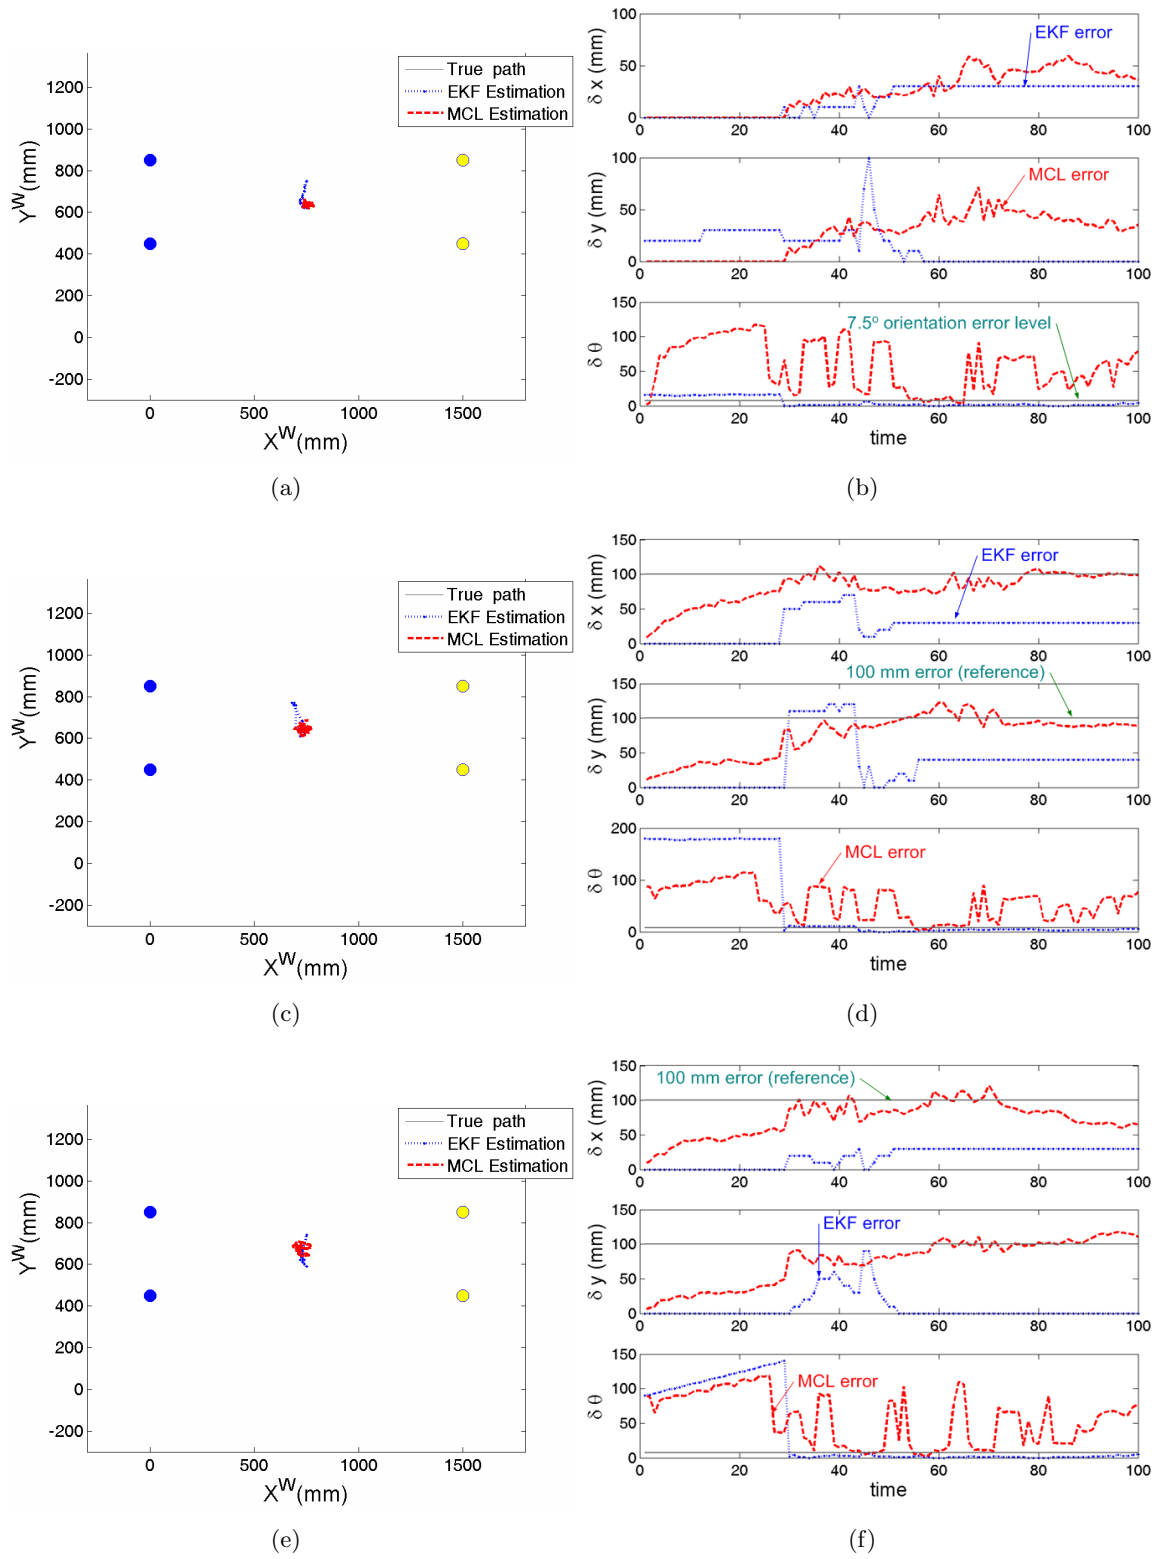 True path
EKF Estimation
MCL Estimation
1200
1000
800
600
400
200
0
-200
Y^W(mm)
0
500
1000
1500
X^W(mm)
(a)
100
50
0
δ x (mm)
EKF error
0 20 40 60 80 100
100
50
0
δ y (mm)
MCL error
0 20 40 60 80 100
150
100
50
0
δ θ
7.5° orientation error level
0 20 40 60 80 100
time
(b)
True path
EKF Estimation
MCL Estimation
1200
1000
800
600
400
200
0
-200
Y^W(mm)
0
500
1000
1500
X^W(mm)
(c)
150
100
50
0
δ x (mm)
EKF error
0 20 40 60 80 100
100 mm error (reference)
150
100
50
0
δ y (mm)
0 20 40 60 80 100
200
100
0
δ θ
MCL error
0 20 40 60 80 100
time
(d)
True path
EKF Estimation
MCL Estimation
1200
1000
800
600
400
200
0
-200
Y^W(mm)
0
500
1000
1500
X^W(mm)
(e)
150
100
50
0
δ x (mm)
100 mm error (reference)
0 20 40 60 80 100
150
100
50
0
δ y (mm)
EKF error
0 20 40 60 80 100
150
100
50
0
δ θ
MCL error
0 20 40 60 80 100
time
(f)